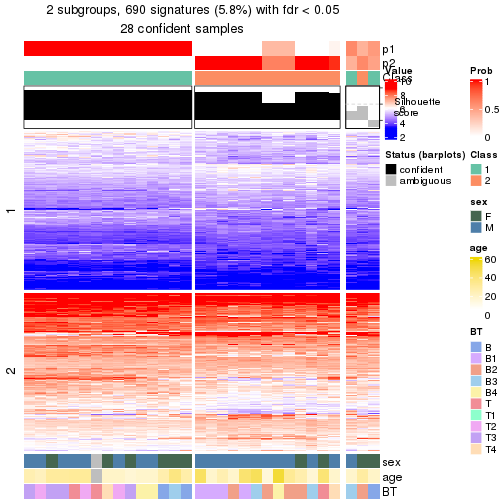 2 subgroups, 690 signatures (5.8%) with fdr < 0.05
28 confident samples
p1
p2
Class
Silhouette
score
1
2
sex
age
BT
Value
10
8
6
4
2
Status (barplots)
confident
ambiguous
Prob
1
0.5
0
Class
1
2
sex
F
M
age
60
40
20
0
BT
B
B1
B2
B3
B4
T
T1
T2
T3
T4